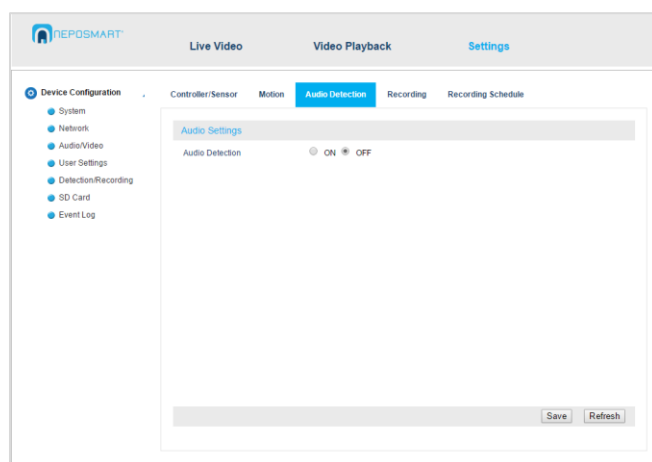 NEPOSMART
Live Video Video Playback Settings
Device Configuration
System
Network
Audio/Video
User Settings
Detection/Recording
SD Card
Event Log
Controller/Sensor Motion Audio Detection Recording Recording Schedule
Audio Settings
Audio Detection ON OFF
Save Refresh